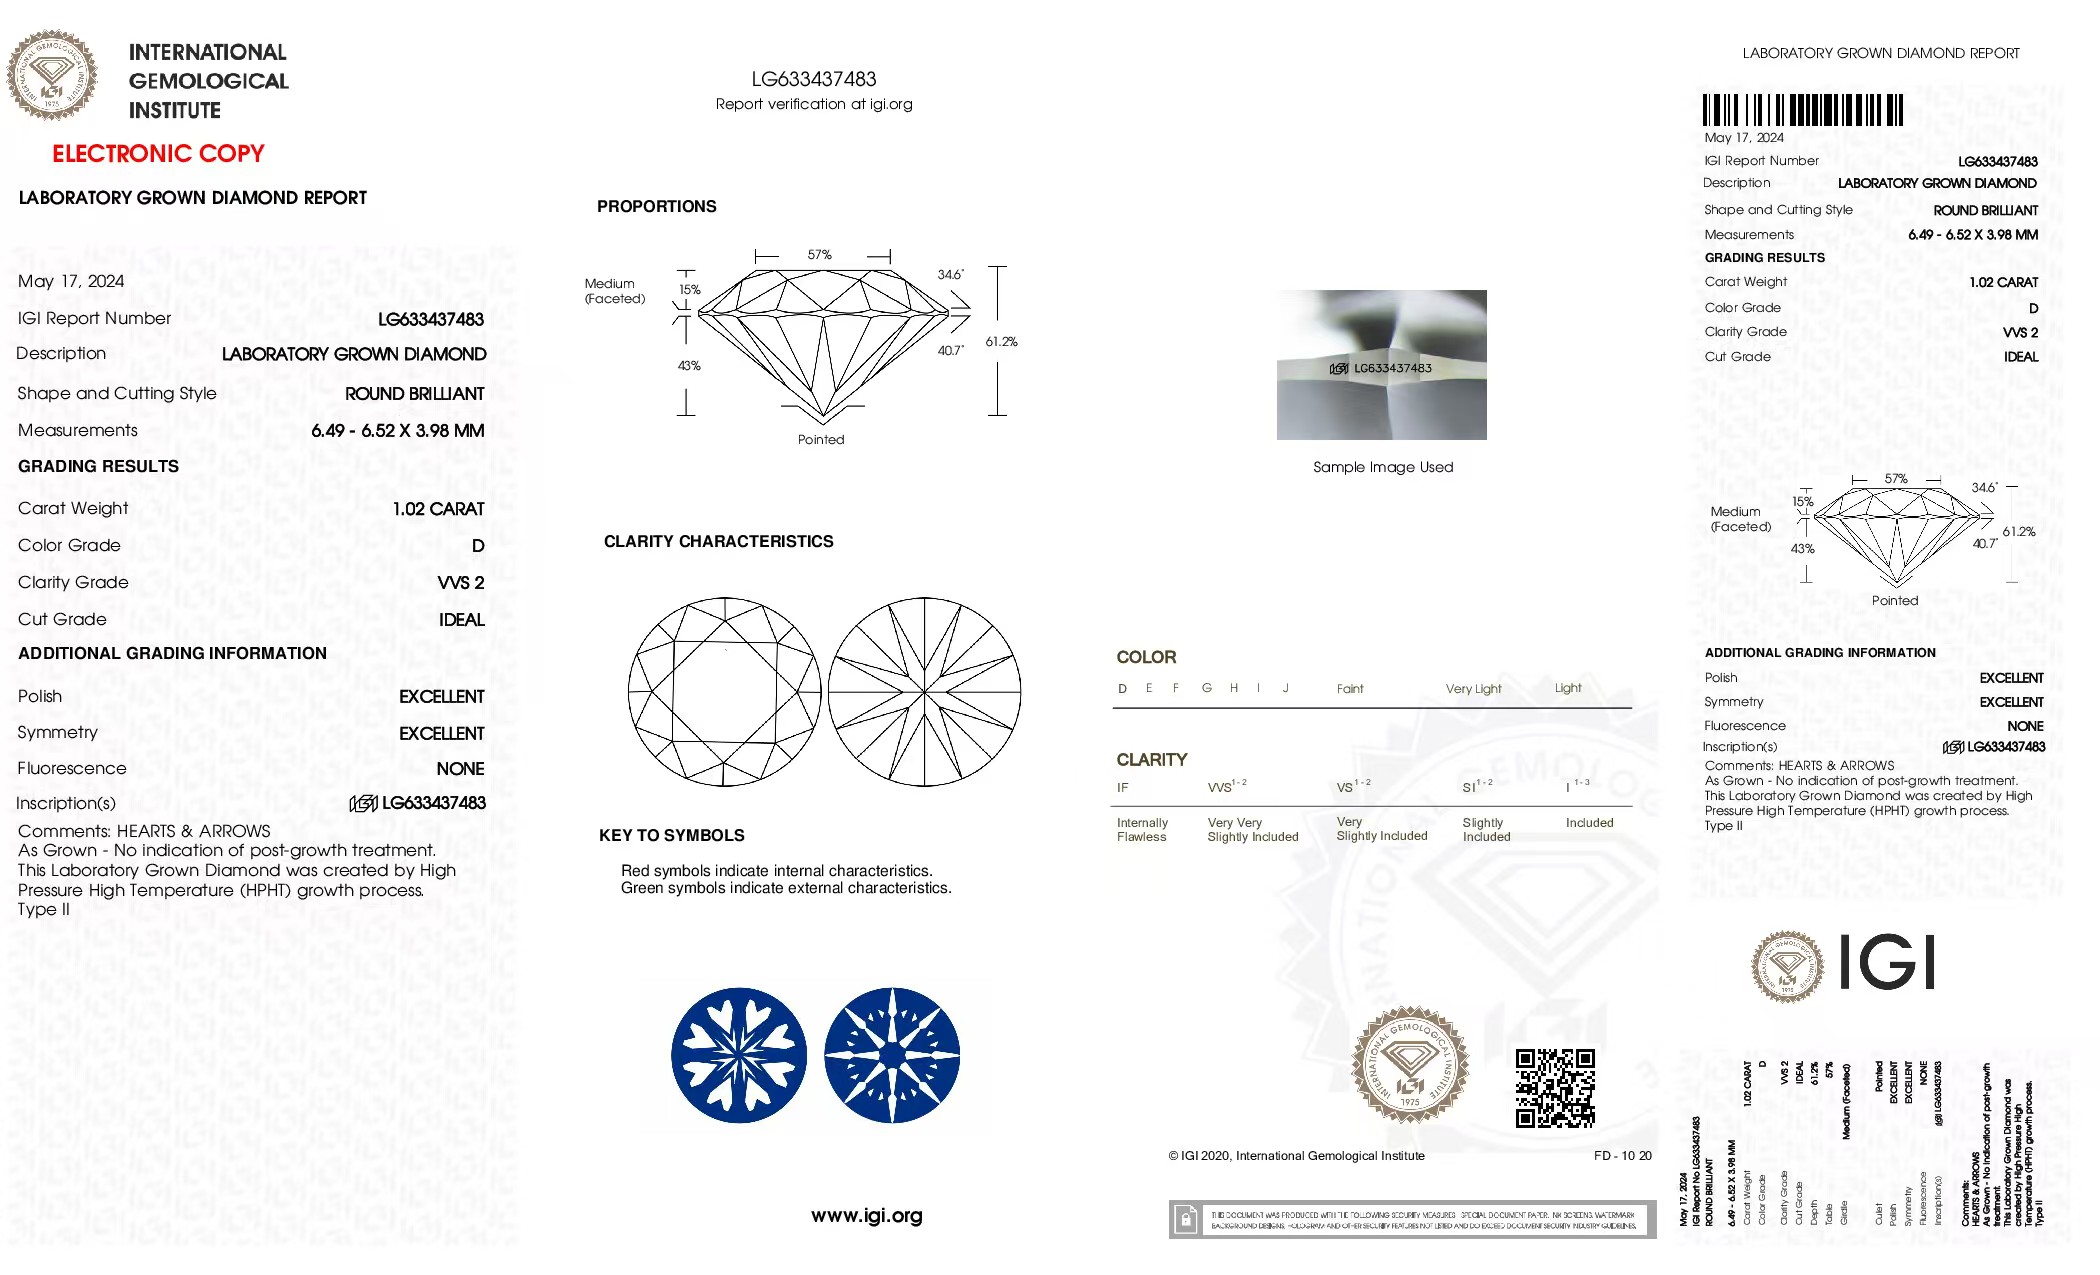 INTERNATIONAL
GEMOLOGICAL
INSTITUTE
ELECTRONIC COPY
LABORATORY GROWN DIAMOND REPORT
May 17, 2024
IGI Report Number LG633437483
Description LABORATORY GROWN DIAMOND
Shape and Cutting Style ROUND BRILLIANT
Measurements 6.49 - 6.52 X 3.98 MM
GRADING RESULTS
Carat Weight 1.02 CARAT
Color Grade D
Clarity Grade VVS 2
Cut Grade IDEAL
ADDITIONAL GRADING INFORMATION
Polish EXCELLENT
Symmetry EXCELLENT
Fluorescence NONE
Inscription(s) IGI LG633437483
Comments: HEARTS & ARROWS
As Grown - No indication of post-growth treatment.
This Laboratory Grown Diamond was created by High
Pressure High Temperature (HPHT) growth process.
Type II
LG633437483
Report verification at igi.org
PROPORTIONS
57%
Medium
(Faceted)
15%
34.6°
43%
40.7°
61.2%
Pointed
CLARITY CHARACTERISTICS
KEY TO SYMBOLS
Red symbols indicate internal characteristics.
Green symbols indicate external characteristics.
www.igi.org
IGI LG633437483
Sample Image Used
COLOR
D E F G H I J Faint Very Light Light
CLARITY
IF VVS 1-2 VS 1-2 SI 1-2 I 1-3
Internally Flawless
Very Very Slightly Included
Very Slightly Included
Slightly Included
Included
INTERNATIONAL GEMOLOGICAL INSTITUTE
IGI
1975
© IGI 2020, International Gemological Institute FD - 10 20
THIS DOCUMENT WAS PRODUCED WITH THE FOLLOWING SECURITY MEASURES: SPECIAL DOCUMENT PAPER, INK SCREENS, WATERMARK
BACKGROUND DESIGNS, HOLOGRAM AND OTHER SECURITY FEATURES NOT LISTED AND DO EXCEED DOCUMENT SECURITY INDUSTRY GUIDELINES.
LABORATORY GROWN DIAMOND REPORT
May 17, 2024
IGI Report Number LG633437483
Description LABORATORY GROWN DIAMOND
Shape and Cutting Style ROUND BRILLIANT
Measurements 6.49 - 6.52 X 3.98 MM
GRADING RESULTS
Carat Weight 1.02 CARAT
Color Grade D
Clarity Grade VVS 2
Cut Grade IDEAL
57%
15%
34.6°
Medium
(Faceted)
43%
40.7°
61.2%
Pointed
ADDITIONAL GRADING INFORMATION
Polish EXCELLENT
Symmetry EXCELLENT
Fluorescence NONE
Inscription(s) IGI LG633437483
Comments: HEARTS & ARROWS
As Grown - No indication of post-growth treatment.
This Laboratory Grown Diamond was created by High
Pressure High Temperature (HPHT) growth process.
Type II
IGI
May 17, 2024
IGI Report No LG633437483
ROUND BRILLIANT
6.49 - 6.52 X 3.98 MM
Carat Weight 1.02 CARAT
Color Grade D
Clarity Grade VVS 2
Cut Grade IDEAL
Depth 61.2%
Table 57%
Girdle Medium (Faceted)
Culet Pointed
Polish EXCELLENT
Symmetry EXCELLENT
Fluorescence NONE
Inscription(s) IGI LG633437483
Comments:
HEARTS & ARROWS
As Grown - No indication of post-growth
treatment.
This Laboratory Grown Diamond was
created by High Pressure High
Temperature (HPHT) growth process.
Type II